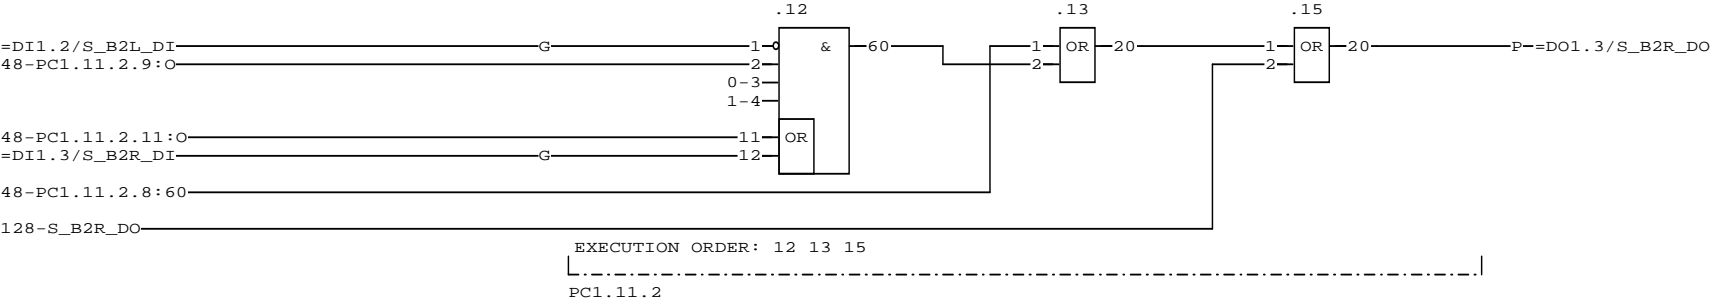 .12 .13 .15
=DI1.2/S_B2L_DI G 1 & 60 1 OR 20 1 OR 20 P =DO1.3/S_B2R_DO
48-PC1.11.2.9:O 2 2 2
0-3
1-4
48-PC1.11.2.11:O 11 OR
=DI1.3/S_B2R_DI G 12
48-PC1.11.2.8:60
128-S_B2R_DO
EXECUTION ORDER: 12 13 15
PC1.11.2